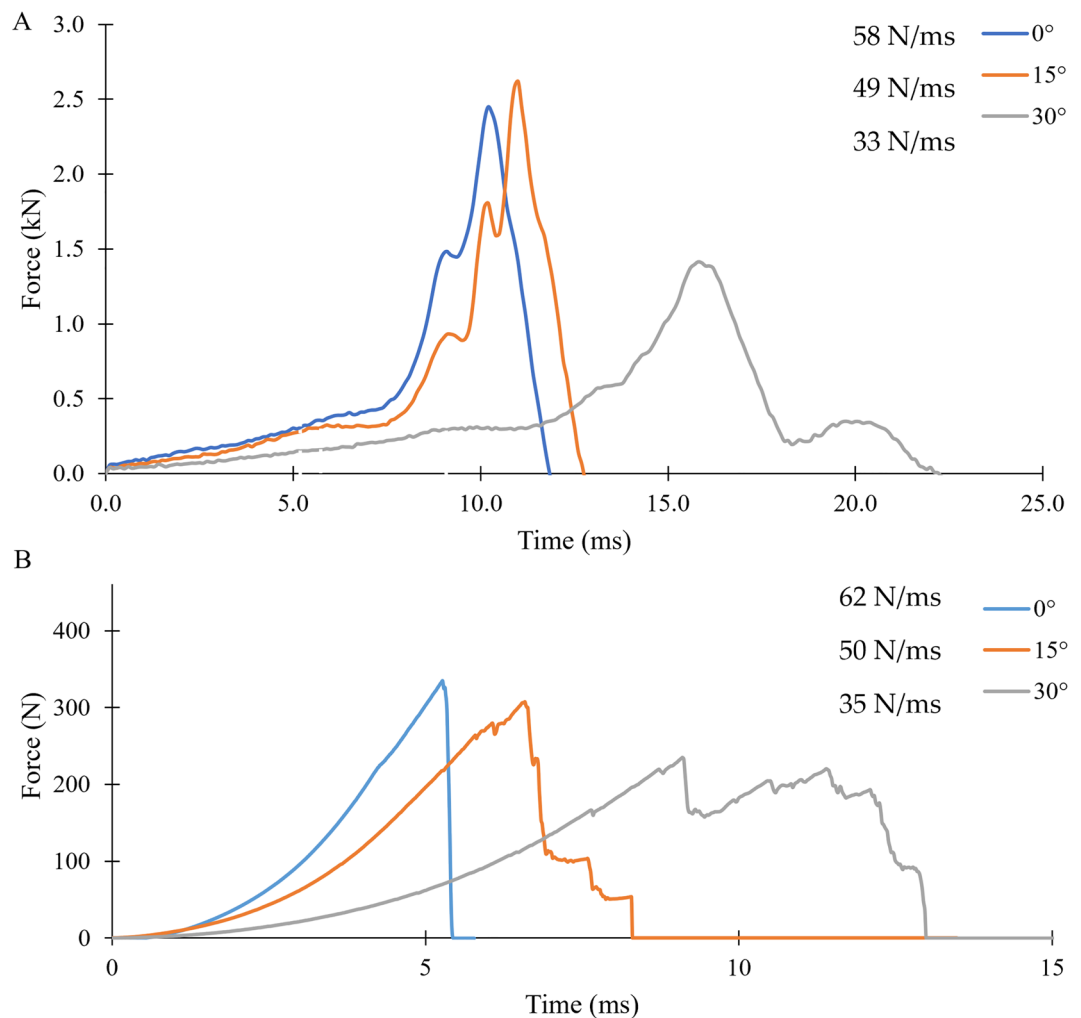 A
3.0
2.5
2.0
1.5
1.0
0.5
0.0
Force (kN)
58 N/ms
49 N/ms
33 N/ms
0°
15°
30°
0.0 5.0 10.0 15.0 20.0 25.0
Time (ms)
B
400
300
200
100
0
Force (N)
62 N/ms
50 N/ms
35 N/ms
0°
15°
30°
0 5 10 15
Time (ms)